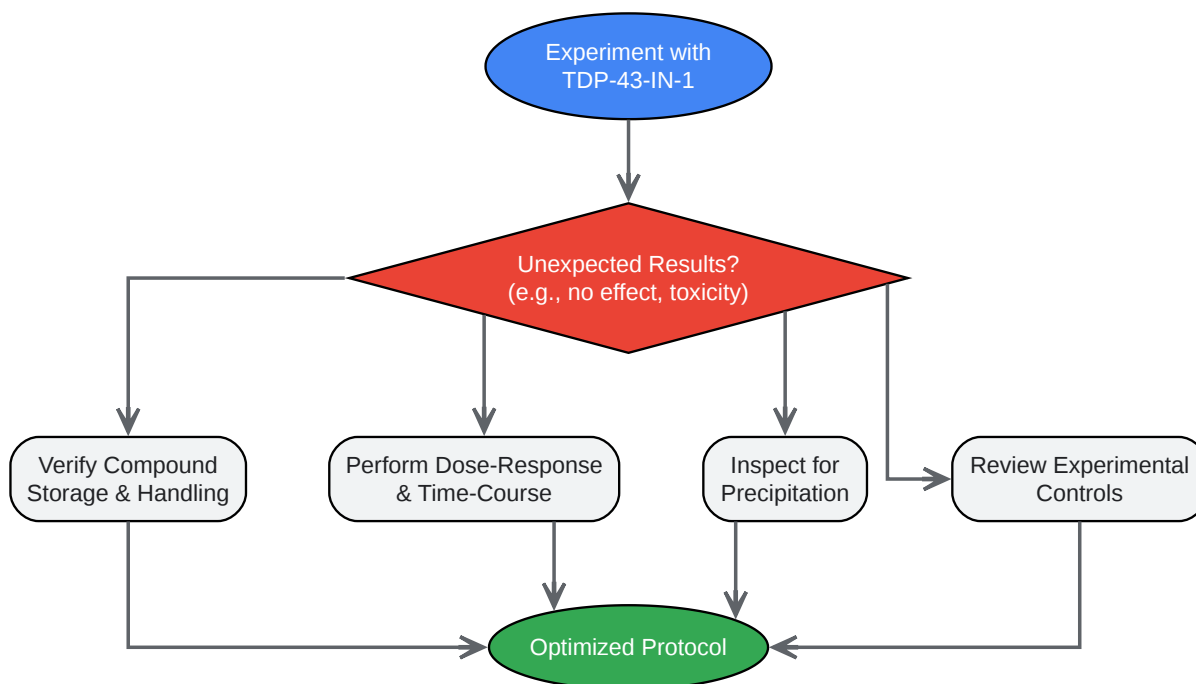 Experiment with
TDP-43-IN-1
Unexpected Results?
(e.g., no effect, toxicity)
Verify Compound
Storage & Handling
Perform Dose-Response
& Time-Course
Inspect for
Precipitation
Review Experimental
Controls
Optimized Protocol